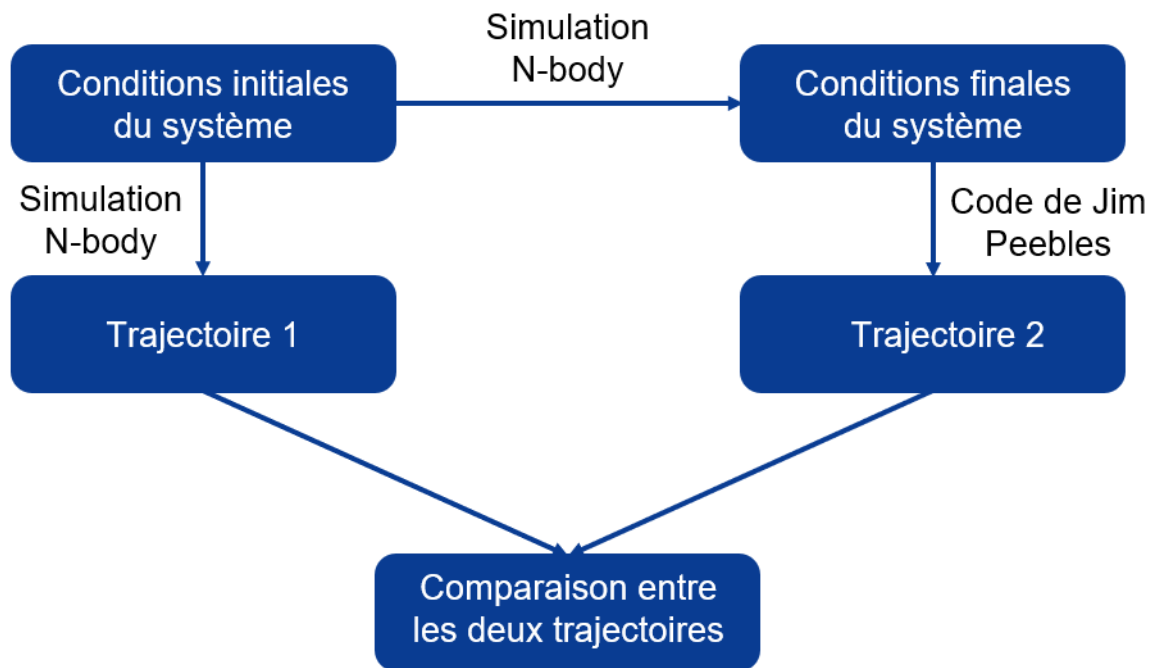 Simulation
N-body
Conditions initiales
du système
Conditions finales
du système
Simulation
N-body
Code de Jim
Peebles
Trajectoire 1
Trajectoire 2
Comparaison entre
les deux trajectoires